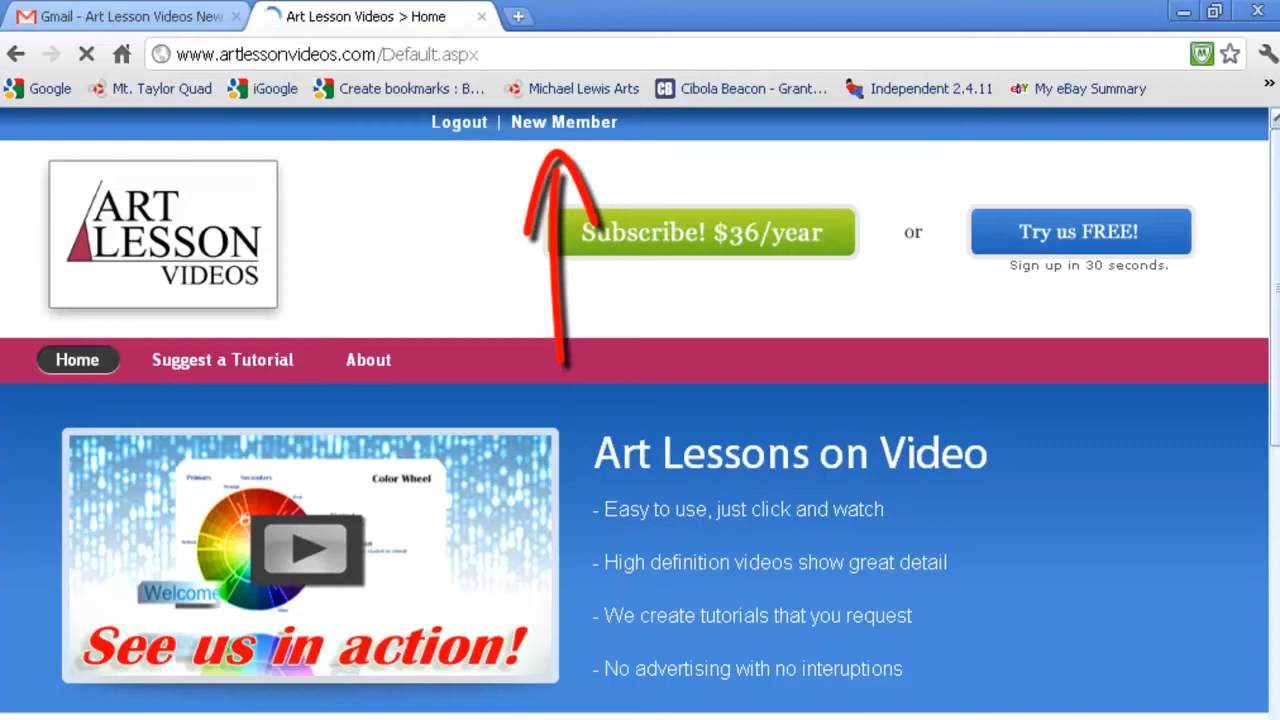 Gmail - Art Lesson Videos New
Art Lesson Videos > Home
www.artlessonvideos.com/Default.aspx
Google
Mt. Taylor Quad
iGoogle
Create bookmarks : B...
Michael Lewis Arts
CB
Cibola Beacon - Grant...
Independent 2.4.11
My eBay Summary
Logout | New Member
ART
LESSON
VIDEOS
Subscribe! $36/year
or
Try us FREE!
Sign up in 30 seconds.
Home
Suggest a Tutorial
About
Primary
Secondary
Color Wheel
Welcome
See us in action!
Art Lessons on Video
- Easy to use, just click and watch
- High definition videos show great detail
- We create tutorials that you request
- No advertising with no interuptions